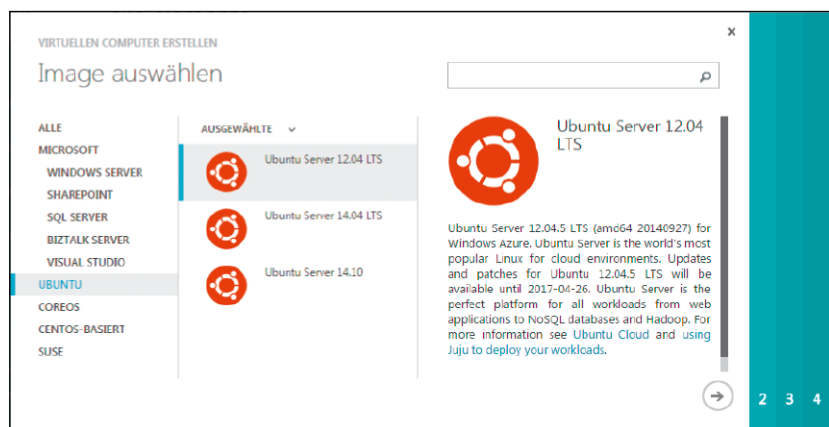 VIRTUELLEN COMPUTER ERSTELLEN
Image auswählen
ALLE
MICROSOFT
WINDOWS SERVER
SHAREPOINT
SQL SERVER
BIZTALK SERVER
VISUAL STUDIO
UBUNTU
COREOS
CENTOS-BASIERT
SUSE
AUSGEWÄHLTE
Ubuntu Server 12.04 LTS
Ubuntu Server 14.04 LTS
Ubuntu Server 14.10
Ubuntu Server 12.04
LTS
Ubuntu Server 12.04.5 LTS (amd64 20140927) for
Windows Azure. Ubuntu Server is the world's most
popular Linux for cloud environments. Updates
and patches for Ubuntu 12.04.5 LTS will be
available until 2017-04-26. Ubuntu Server is the
perfect platform for all workloads from web
applications to NoSQL databases and Hadoop. For
more information see Ubuntu Cloud and using
Juju to deploy your workloads.
2 3 4